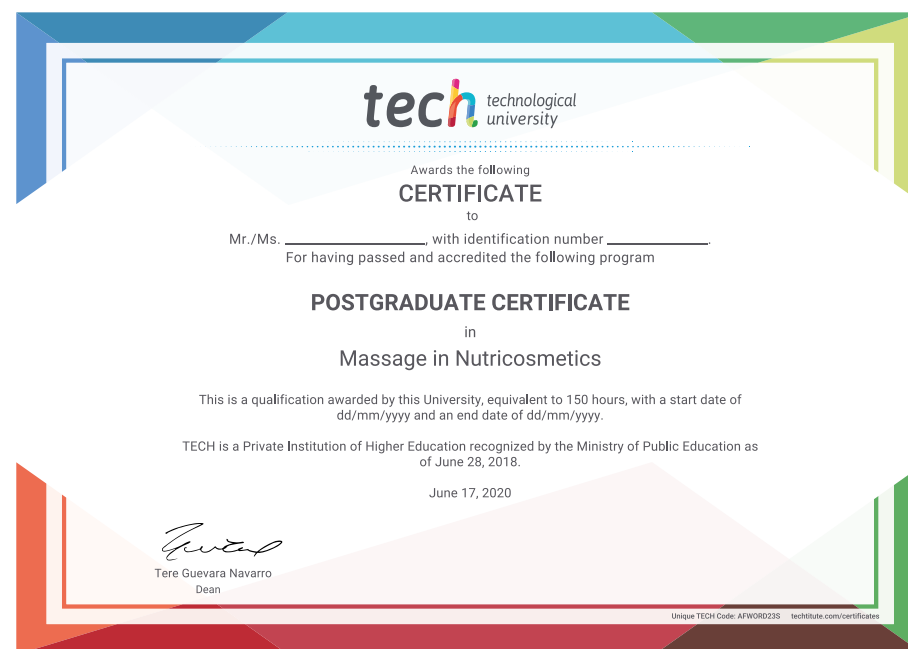 tech technological
university
Awards the following
CERTIFICATE
to
Mr./Ms. ____________________, with identification number ______________.
For having passed and accredited the following program
POSTGRADUATE CERTIFICATE
in
Massage in Nutricosmetics
This is a qualification awarded by this University, equivalent to 150 hours, with a start date of
dd/mm/yyyy and an end date of dd/mm/yyyy.
TECH is a Private Institution of Higher Education recognized by the Ministry of Public Education as
of June 28, 2018.
June 17, 2020
Tere Guevara Navarro
Dean
Unique TECH Code: AFWORD23S techtitute.com/certificates